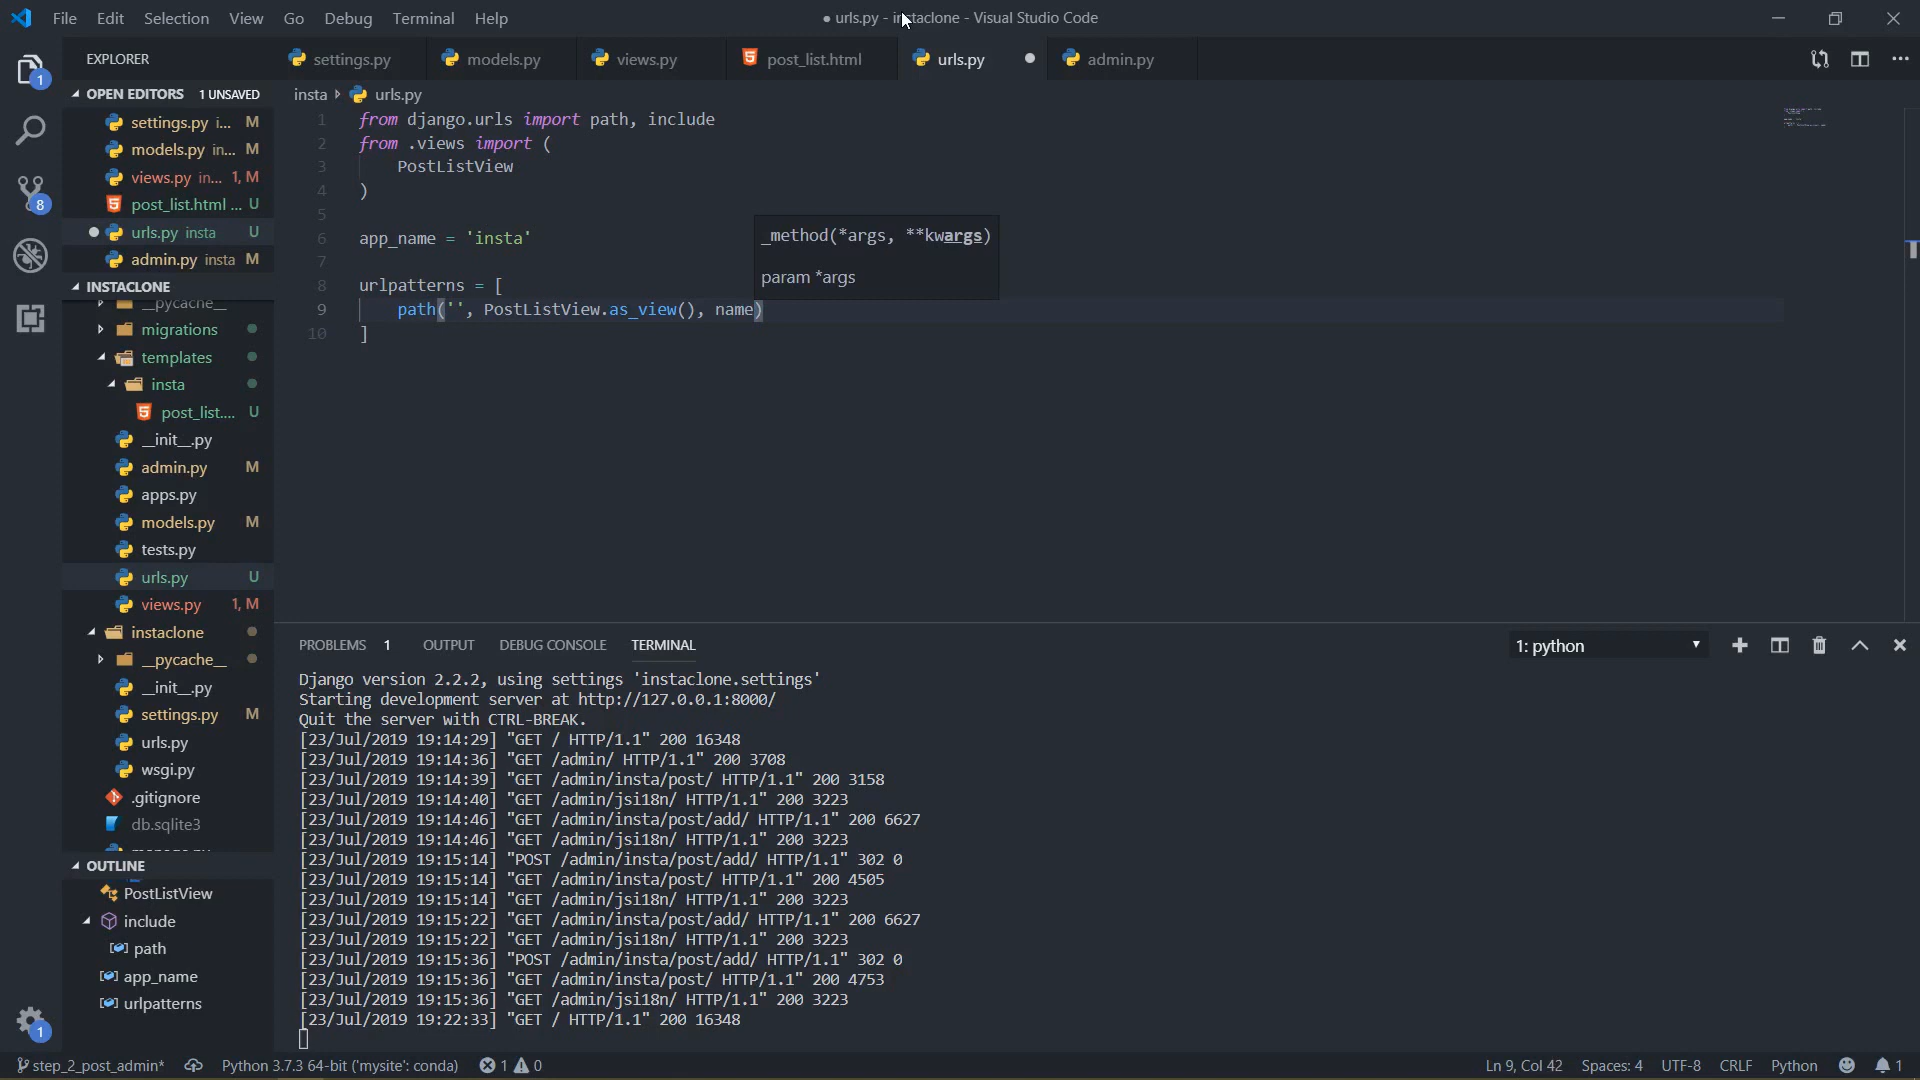 File Edit Selection View Go Debug Terminal Help
● urls.py - instaclone - Visual Studio Code
EXPLORER
settings.py models.py views.py post_list.html urls.py admin.py
OPEN EDITORS 1 UNSAVED
settings.py i... M
models.py in... M
views.py in... 1, M
post_list.html ... U
urls.py insta U
admin.py insta M
INSTACLONE
__pycache__
migrations
templates
insta
post_list.... U
__init__.py
admin.py M
apps.py
models.py M
tests.py
urls.py U
views.py 1, M
instaclone
__pycache__
__init__.py
settings.py M
urls.py
wsgi.py
.gitignore
db.sqlite3
OUTLINE
PostListView
include
path
app_name
urlpatterns
insta urls.py
1 from django.urls import path, include
2 from .views import (
3 PostListView
4 )
5
6 app_name = 'insta'
7
8 urlpatterns = [
9 path('', PostListView.as_view(), name)
10 ]
_method(*args, **kwargs)
param *args
PROBLEMS 1 OUTPUT DEBUG CONSOLE TERMINAL
1: python
Django version 2.2.2, using settings 'instaclone.settings'
Starting development server at http://127.0.0.1:8000/
Quit the server with CTRL-BREAK.
[23/Jul/2019 19:14:29] "GET / HTTP/1.1" 200 16348
[23/Jul/2019 19:14:36] "GET /admin/ HTTP/1.1" 200 3708
[23/Jul/2019 19:14:39] "GET /admin/insta/post/ HTTP/1.1" 200 3158
[23/Jul/2019 19:14:40] "GET /admin/jsi18n/ HTTP/1.1" 200 3223
[23/Jul/2019 19:14:46] "GET /admin/insta/post/add/ HTTP/1.1" 200 6627
[23/Jul/2019 19:14:46] "GET /admin/jsi18n/ HTTP/1.1" 200 3223
[23/Jul/2019 19:15:14] "POST /admin/insta/post/add/ HTTP/1.1" 302 0
[23/Jul/2019 19:15:14] "GET /admin/insta/post/ HTTP/1.1" 200 4505
[23/Jul/2019 19:15:14] "GET /admin/jsi18n/ HTTP/1.1" 200 3223
[23/Jul/2019 19:15:22] "GET /admin/insta/post/add/ HTTP/1.1" 200 6627
[23/Jul/2019 19:15:22] "GET /admin/jsi18n/ HTTP/1.1" 200 3223
[23/Jul/2019 19:15:36] "POST /admin/insta/post/add/ HTTP/1.1" 302 0
[23/Jul/2019 19:15:36] "GET /admin/insta/post/ HTTP/1.1" 200 4753
[23/Jul/2019 19:15:36] "GET /admin/jsi18n/ HTTP/1.1" 200 3223
[23/Jul/2019 19:22:33] "GET / HTTP/1.1" 200 16348
1
8
1
step_2_post_admin* Python 3.7.3 64-bit ('mysite': conda) 1 0 Ln 9, Col 42 Spaces: 4 UTF-8 CRLF Python 1